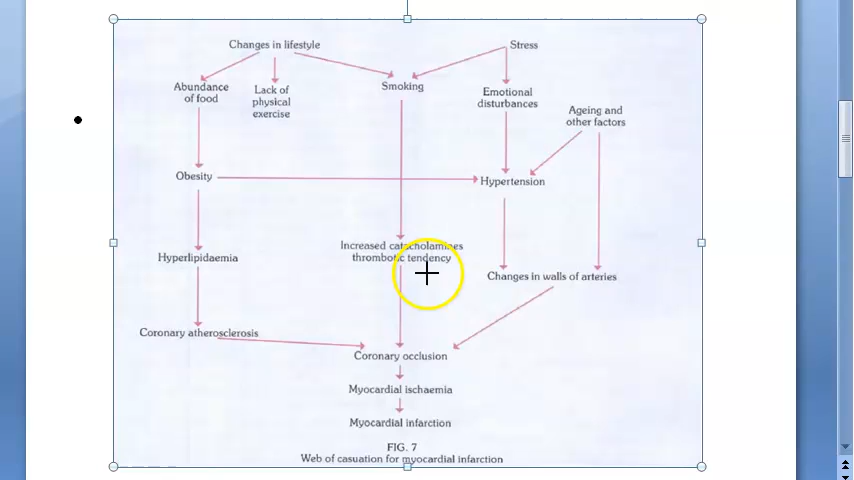 Changes in lifestyle
Stress
Abundance
of food
Lack of
physical
exercise
Smoking
Emotional
disturbances
Ageing and
other factors
Obesity
Hypertension
Increased catacholamines
thrombotic tendency
Hyperlipidaemia
Changes in walls of arteries
Coronary atherosclerosis
Coronary occlusion
Myocardial ischaemia
Myocardial infarction
FIG. 7
Web of casuation for myocardial infarction